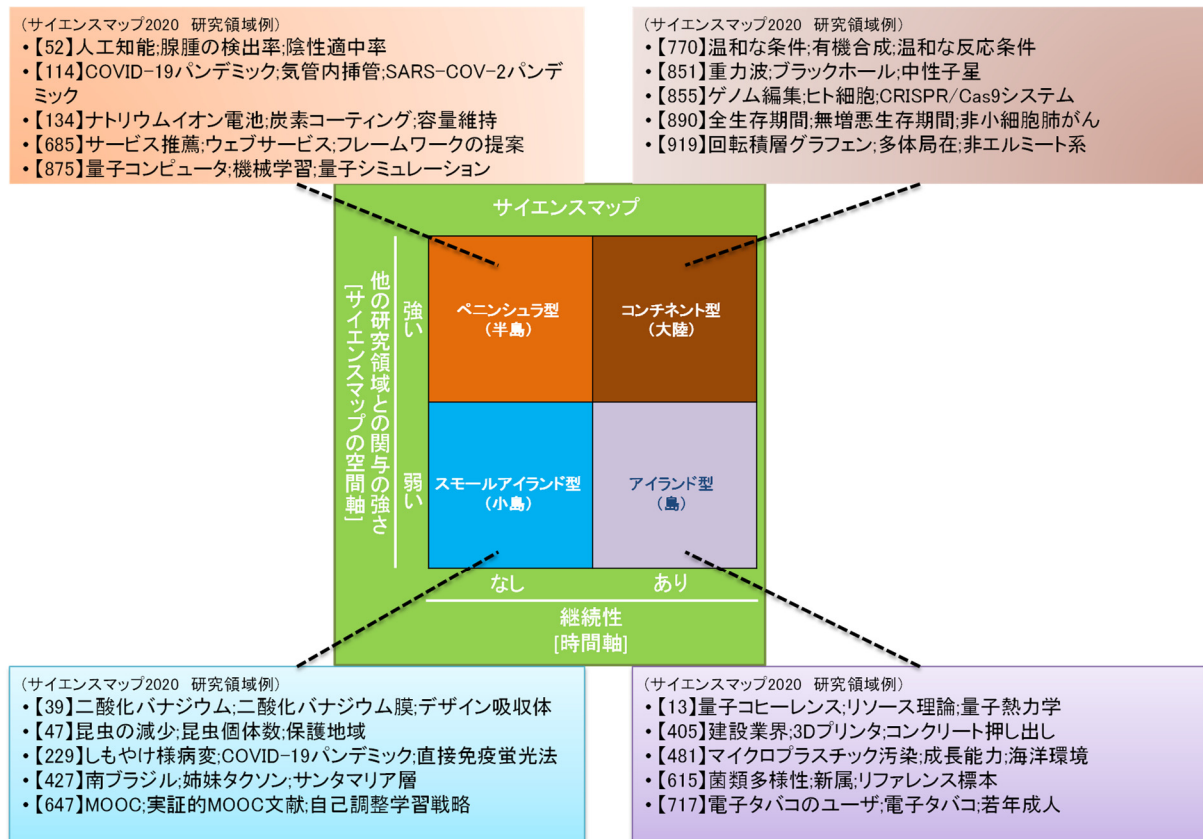 （サイエンスマップ2020　研究領域例）
・【52】人工知能;腺腫の検出率;陰性適中率
・【114】COVID-19パンデミック;気管内挿管;SARS-COV-2パンデ
ミック
・【134】ナトリウムイオン電池;炭素コーティング;容量維持
・【685】サービス推薦;ウェブサービス;フレームワークの提案
・【875】量子コンピュータ;機械学習;量子シミュレーション
（サイエンスマップ2020　研究領域例）
・【770】温和な条件;有機合成;温和な反応条件
・【851】重力波;ブラックホール;中性子星
・【855】ゲノム編集;ヒト細胞;CRISPR/Cas9システム
・【890】全生存期間;無増悪生存期間;非小細胞肺がん
・【919】回転積層グラフェン;多体局在;非エルミート系
サイエンスマップ
他の研究領域との関与の強さ
[サイエンスマップの空間軸]
強い
弱い
ペニンシュラ型
（半島）
コンチネント型
（大陸）
スモールアイランド型
（小島）
アイランド型
（島）
なし
あり
継続性
[時間軸]
（サイエンスマップ2020　研究領域例）
・【39】二酸化バナジウム;二酸化バナジウム膜;デザイン吸収体
・【47】昆虫の減少;昆虫個体数;保護地域
・【229】しもやけ様病変;COVID-19パンデミック;直接免疫蛍光法
・【427】南ブラジル;姉妹タクソン;サンタマリア層
・【647】MOOC;実証的MOOC文献;自己調整学習戦略
（サイエンスマップ2020　研究領域例）
・【13】量子コヒーレンス;リソース理論;量子熱力学
・【405】建設業界;3Dプリンタ;コンクリート押し出し
・【481】マイクロプラスチック汚染;成長能力;海洋環境
・【615】菌類多様性;新属;リファレンス標本
・【717】電子タバコのユーザ;電子タバコ;若年成人